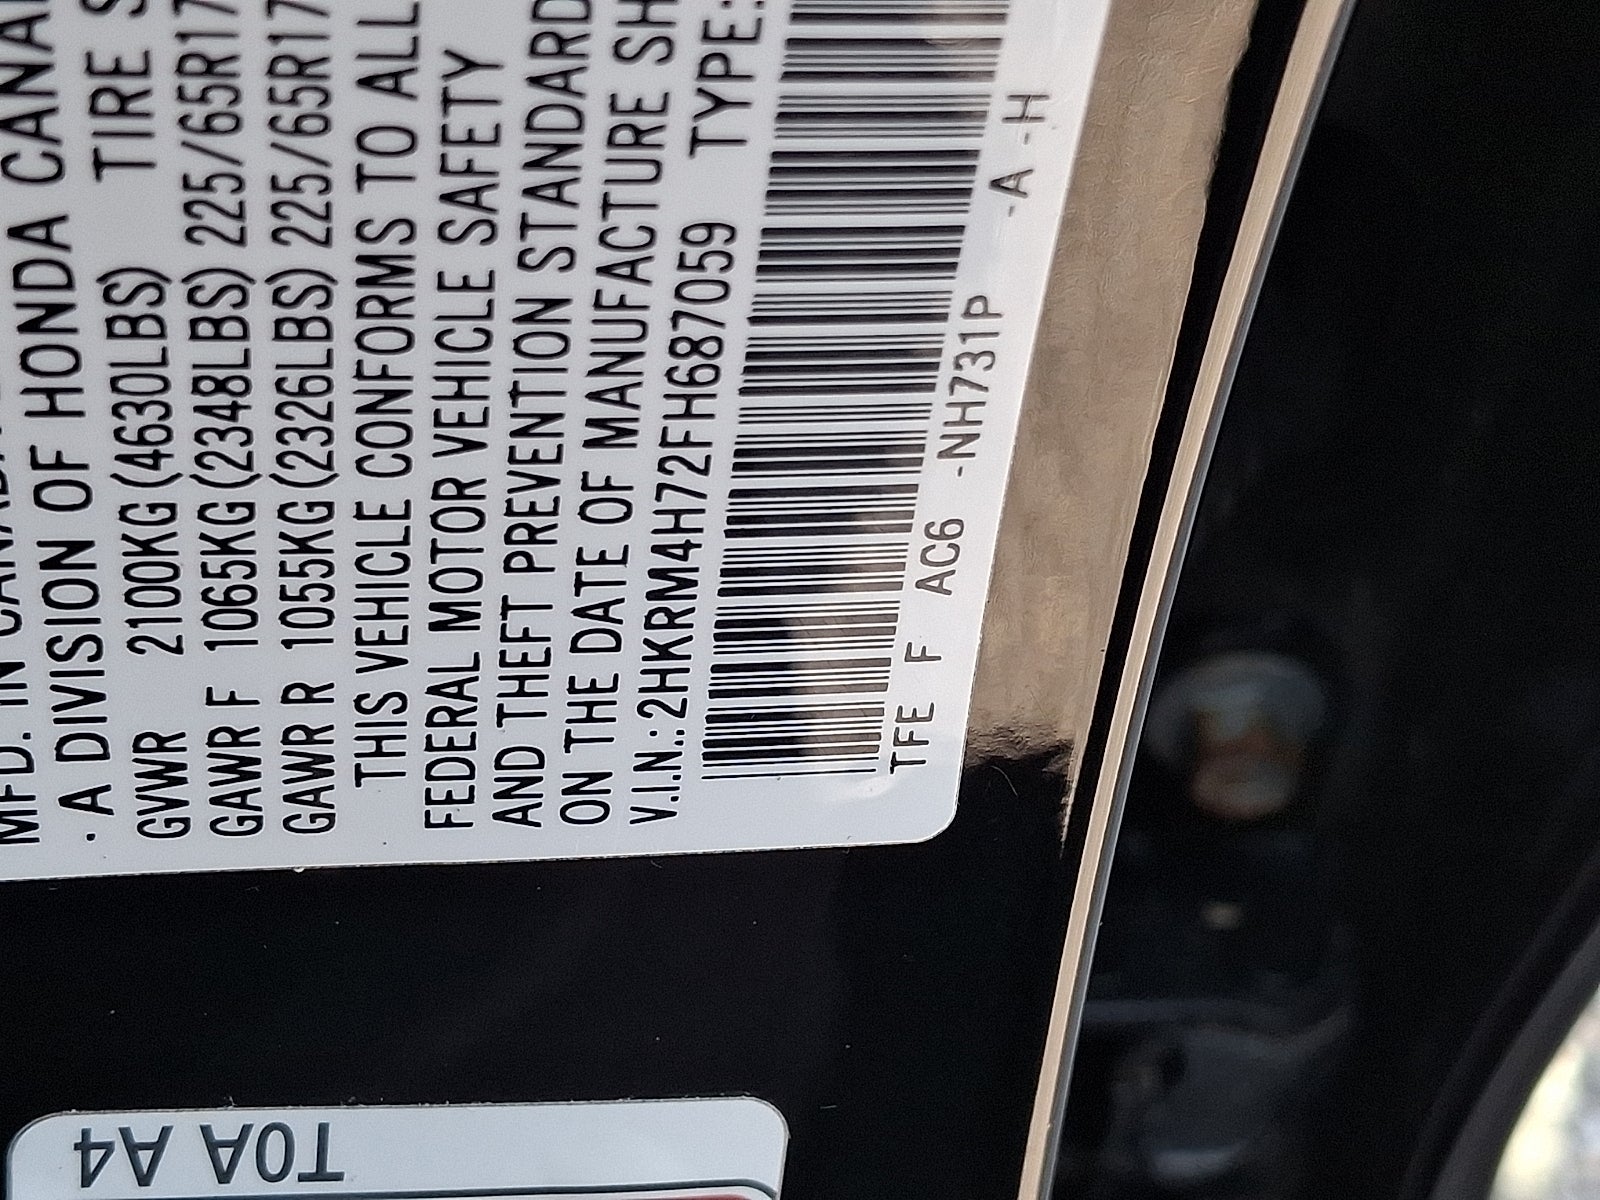 MFD. IN
· A DIVISION OF HONDA
TIRE
GVWR 2100KG (4630LBS)
GAWR F 1065KG (2348LBS) 225/65R17
GAWR R 1055KG (2326LBS) 225/65R17
THIS VEHICLE CONFORMS TO ALL
FEDERAL MOTOR VEHICLE SAFETY
AND THEFT PREVENTION STANDARD
ON THE DATE OF MANUFACTURE SH
V.I.N.:2HKRM4H72FH687059 TYPE:
TFE F AC6 -NH731P -A -H
T0A A4